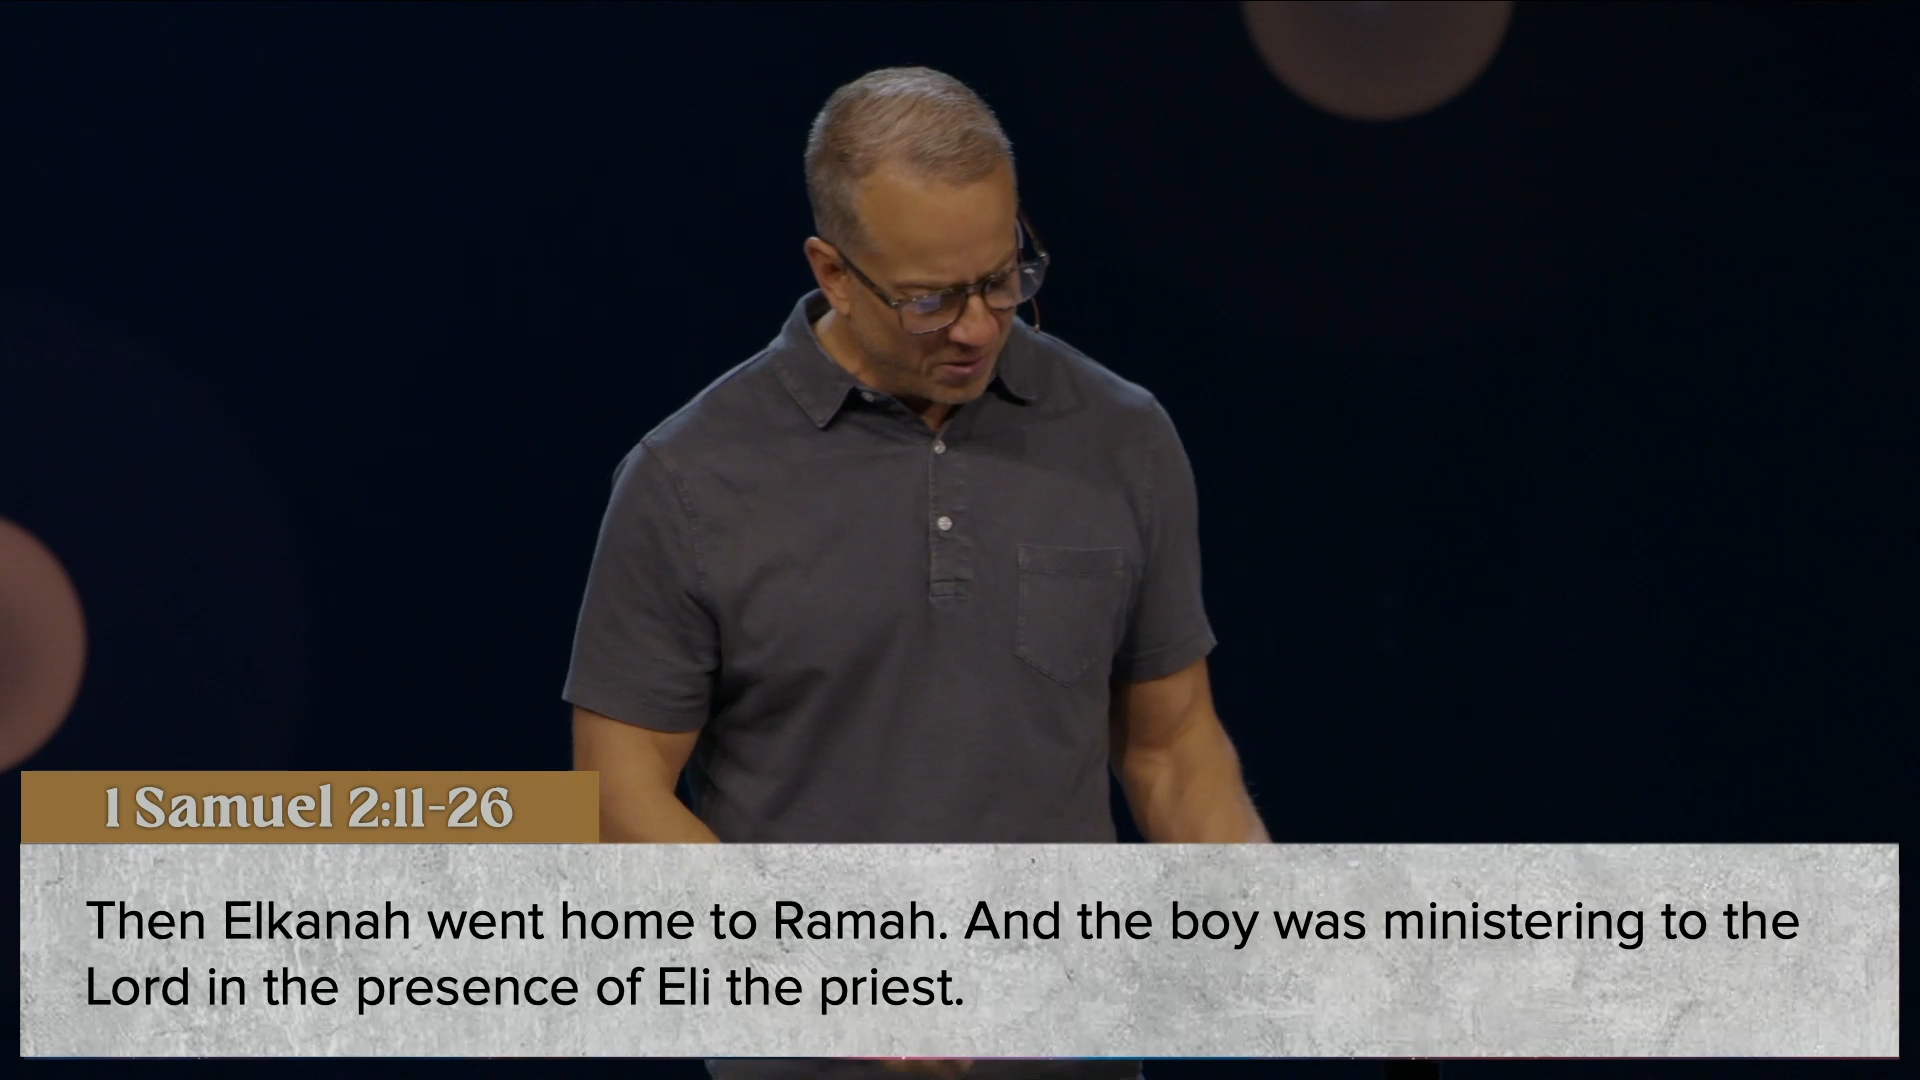 1 Samuel 2:11-26
Then Elkanah went home to Ramah. And the boy was ministering to the
Lord in the presence of Eli the priest.